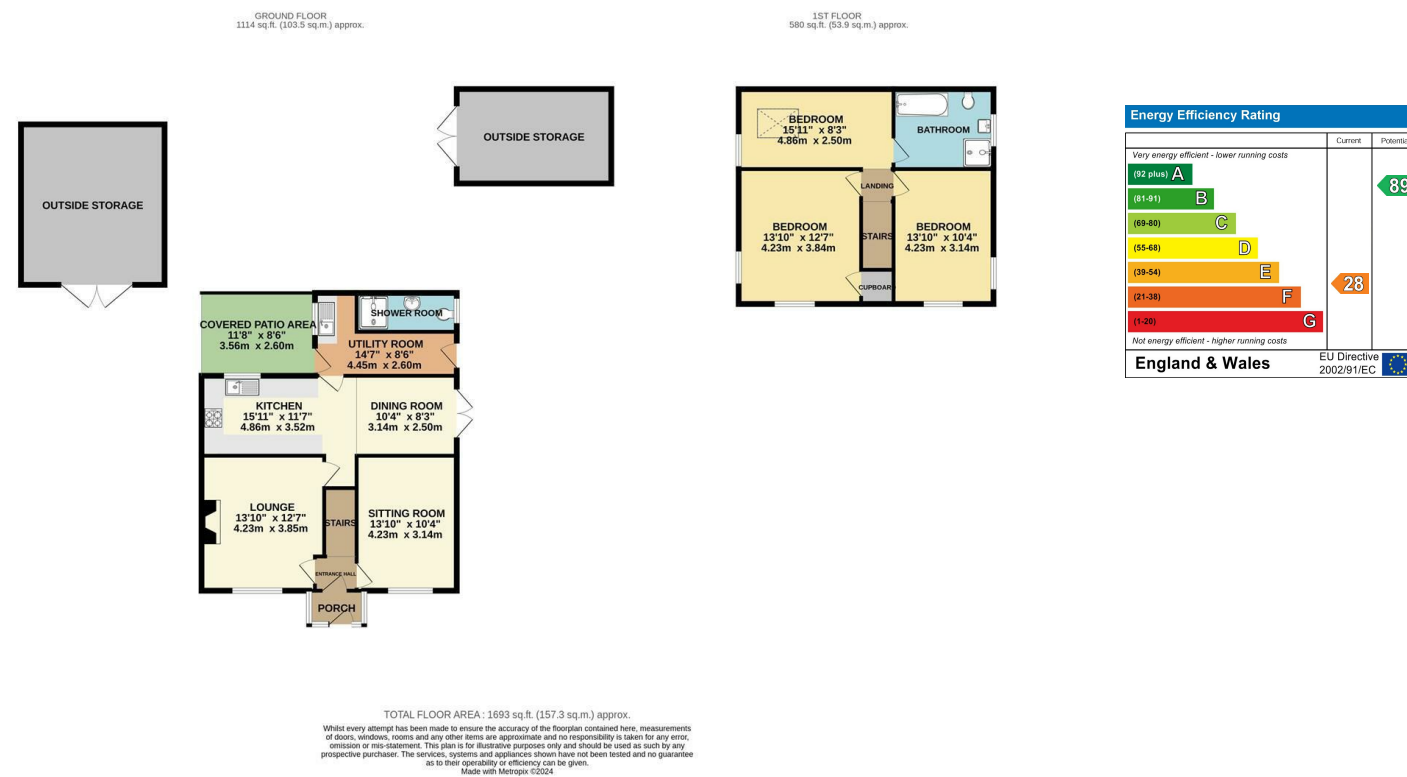 GROUND FLOOR
1114 sq.ft. (103.5 sq.m.) approx.
1ST FLOOR
580 sq.ft. (53.9 sq.m.) approx.
OUTSIDE STORAGE
OUTSIDE STORAGE
COVERED PATIO AREA
11'8" x 8'6"
3.56m x 2.60m
SHOWER ROOM
UTILITY ROOM
14'7" x 8'6"
4.45m x 2.60m
KITCHEN
15'11" x 11'7"
4.86m x 3.52m
DINING ROOM
10'4" x 8'3"
3.14m x 2.50m
LOUNGE
13'10" x 12'7"
4.23m x 3.85m
STAIRS
SITTING ROOM
13'10" x 10'4"
4.23m x 3.14m
ENTRANCE HALL
PORCH
BEDROOM
15'11" x 8'3"
4.86m x 2.50m
BATHROOM
LANDING
BEDROOM
13'10" x 12'7"
4.23m x 3.84m
STAIRS
BEDROOM
13'10" x 10'4"
4.23m x 3.14m
CUPBOARD
Energy Efficiency Rating
Current
Potential
Very energy efficient - lower running costs
(92 plus) A
(81-91) B
(69-80) C
(55-68) D
(39-54) E
(21-38) F
(1-20) G
89
28
Not energy efficient - higher running costs
England & Wales
EU Directive
2002/91/EC
TOTAL FLOOR AREA : 1693 sq.ft. (157.3 sq.m.) approx.
Whilst every attempt has been made to ensure the accuracy of the floorplan contained here, measurements
of doors, windows, rooms and any other items are approximate and no responsibility is taken for any error,
omission or mis-statement. This plan is for illustrative purposes only and should be used as such by any
prospective purchaser. The services, systems and appliances shown have not been tested and no guarantee
as to their operability or efficiency can be given.
Made with Metropix ©2024